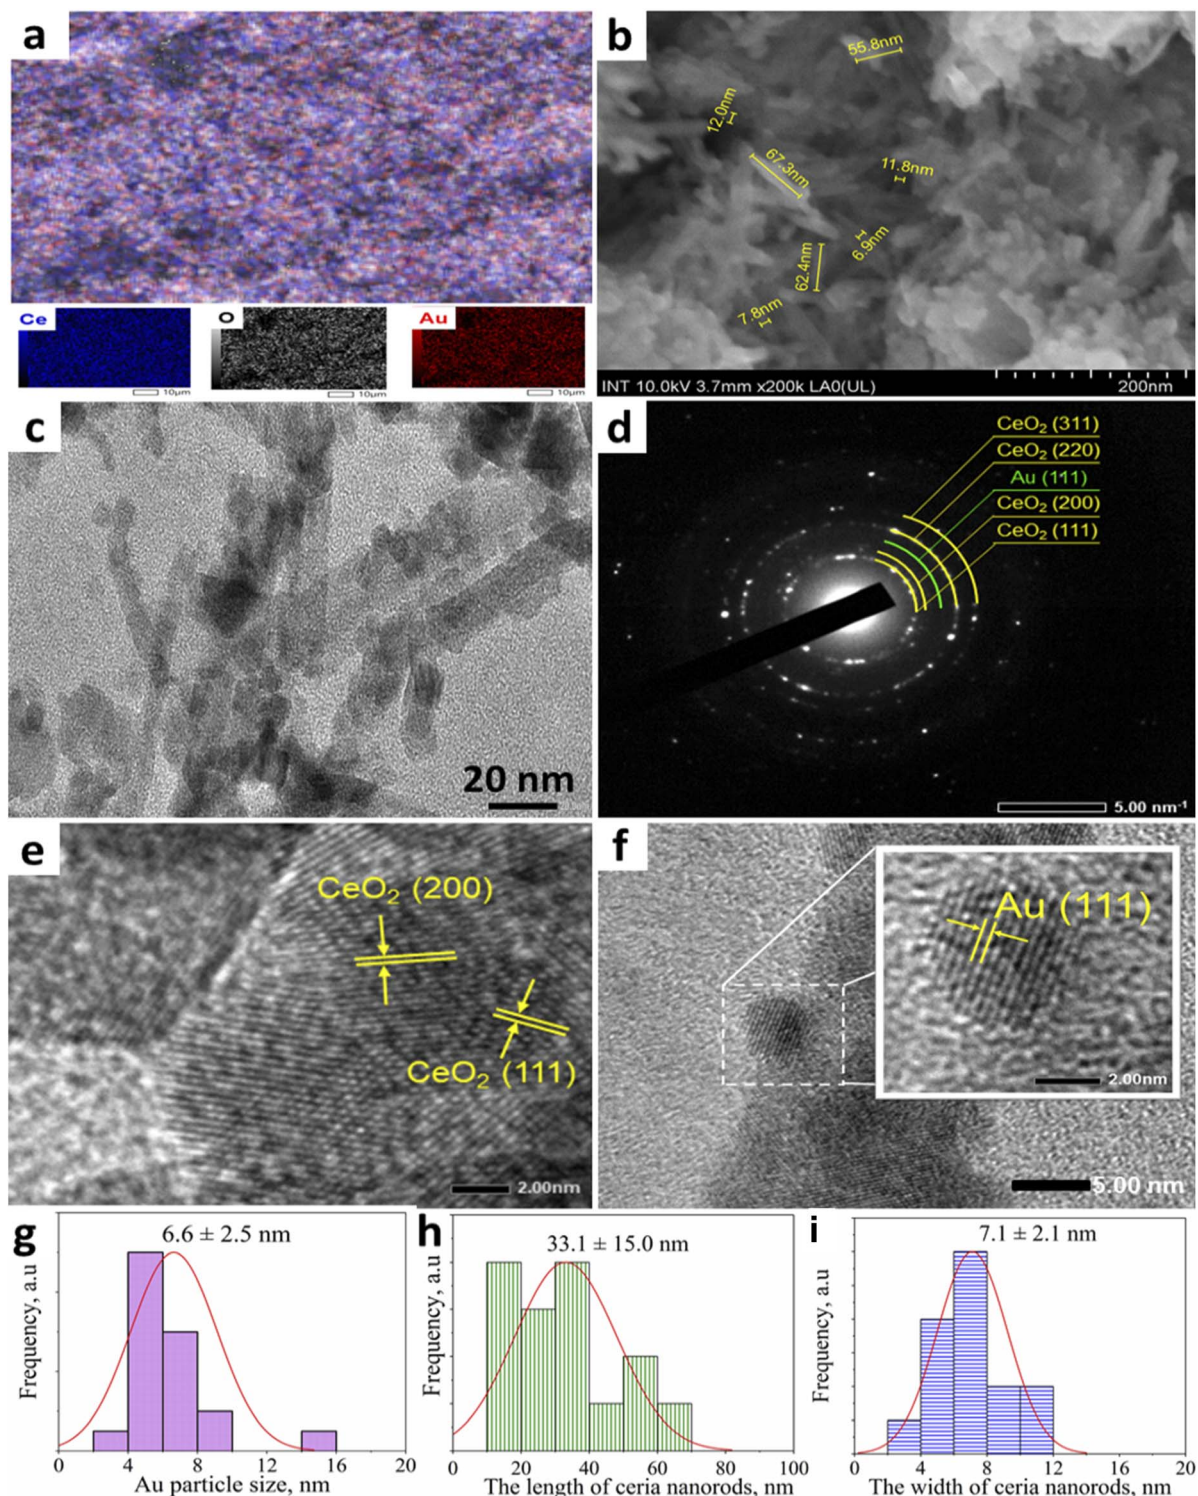 a
Ce
O
Au
10μm
10μm
10μm
b
55.8nm
12.0nm
67.3nm
11.8nm
6.9nm
62.4nm
7.8nm
INT 10.0kV 3.7mm x200k LA0(UL)
200nm
c
20 nm
d
CeO₂ (311)
CeO₂ (220)
Au (111)
CeO₂ (200)
CeO₂ (111)
5.00 nm⁻¹
e
CeO₂ (200)
CeO₂ (111)
2.00nm
f
Au (111)
2.00nm
5.00 nm
g
6.6 ± 2.5 nm
Frequency, a.u
0 4 8 12 16 20
Au particle size, nm
h
33.1 ± 15.0 nm
Frequency, a.u
0 20 40 60 80 100
The length of ceria nanorods, nm
i
7.1 ± 2.1 nm
Frequency, a.u
0 4 8 12 16 20
The width of ceria nanorods, nm